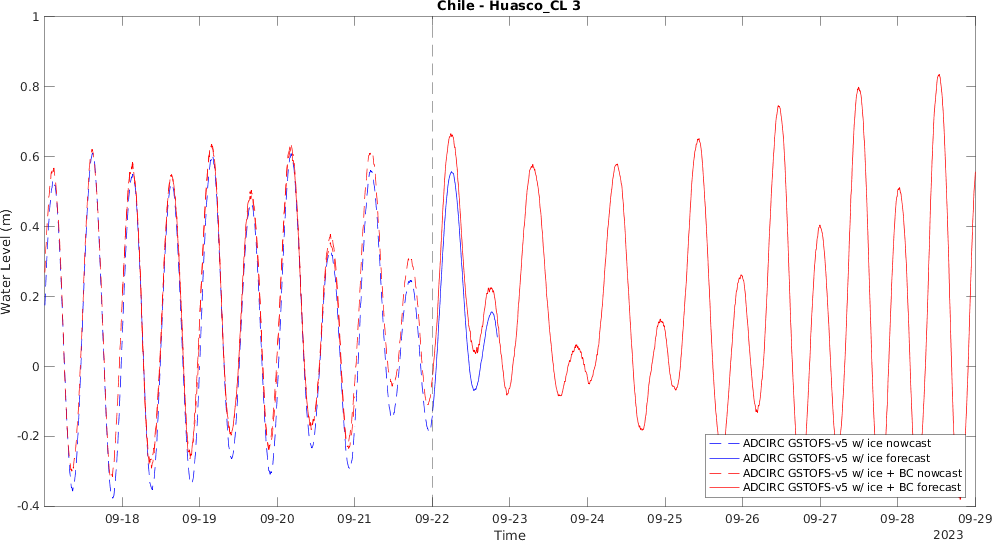 Chile - Huasco_CL 3
Water Level (m)
1
0.8
0.6
0.4
0.2
0
-0.2
-0.4
ADCIRC GSTOFS-v5 w/ ice nowcast
ADCIRC GSTOFS-v5 w/ ice forecast
ADCIRC GSTOFS-v5 w/ ice + BC nowcast
ADCIRC GSTOFS-v5 w/ ice + BC forecast
09-18 09-19 09-20 09-21 09-22 09-23 09-24 09-25 09-26 09-27 09-28 09-29
Time
2023